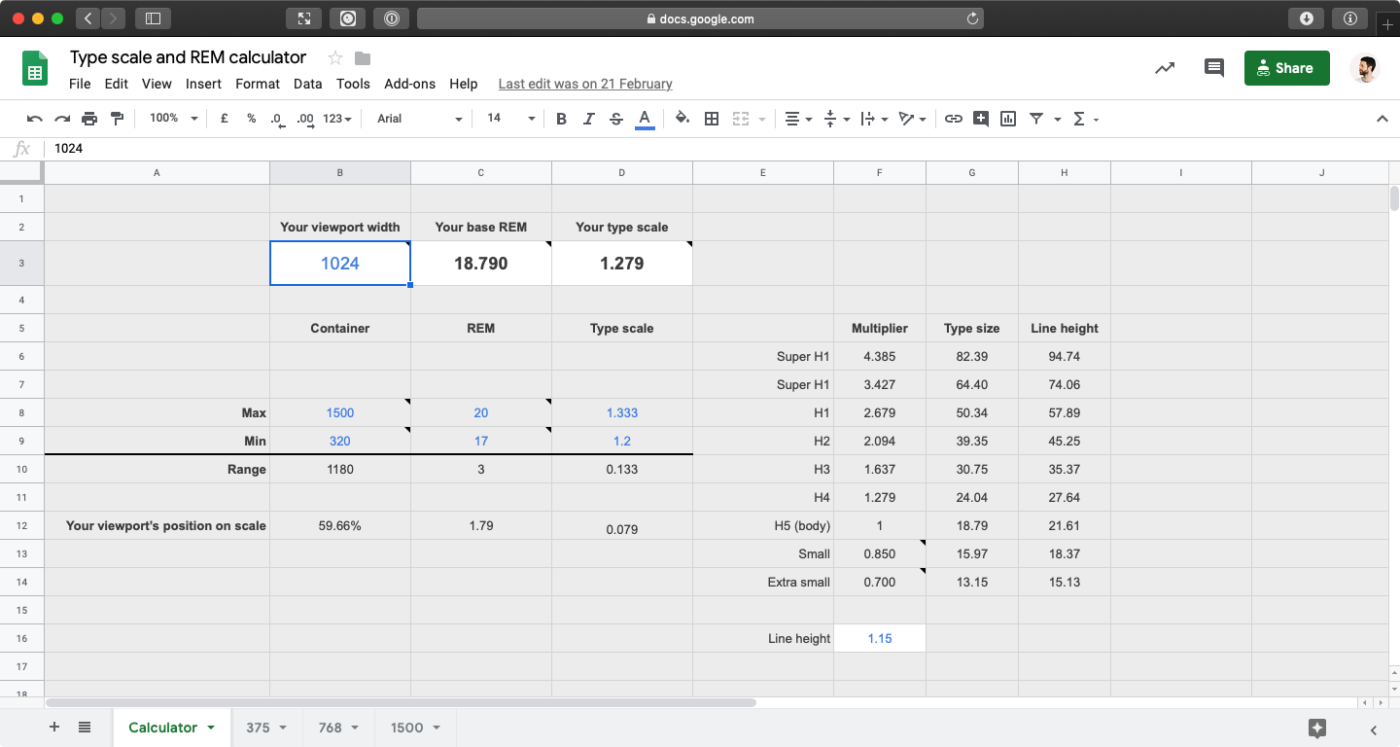 docs.google.com
Type scale and REM calculator
File Edit View Insert Format Data Tools Add-ons Help Last edit was on 21 February
Share
100% £ % .0 .00 123 Arial 14 B I S A Σ
fx 1024
A B C D E F G H I J
1
2 Your viewport width Your base REM Your type scale
3 1024 18.790 1.279
4
5 Container REM Type scale Multiplier Type size Line height
6 Super H1 4.385 82.39 94.74
7 Super H1 3.427 64.40 74.06
8 Max 1500 20 1.333 H1 2.679 50.34 57.89
9 Min 320 17 1.2 H2 2.094 39.35 45.25
10 Range 1180 3 0.133 H3 1.637 30.75 35.37
11 H4 1.279 24.04 27.64
12 Your viewport's position on scale 59.66% 1.79 0.079 H5 (body) 1 18.79 21.61
13 Small 0.850 15.97 18.37
14 Extra small 0.700 13.15 15.13
15
16 Line height 1.15
17
18
Calculator 375 768 1500